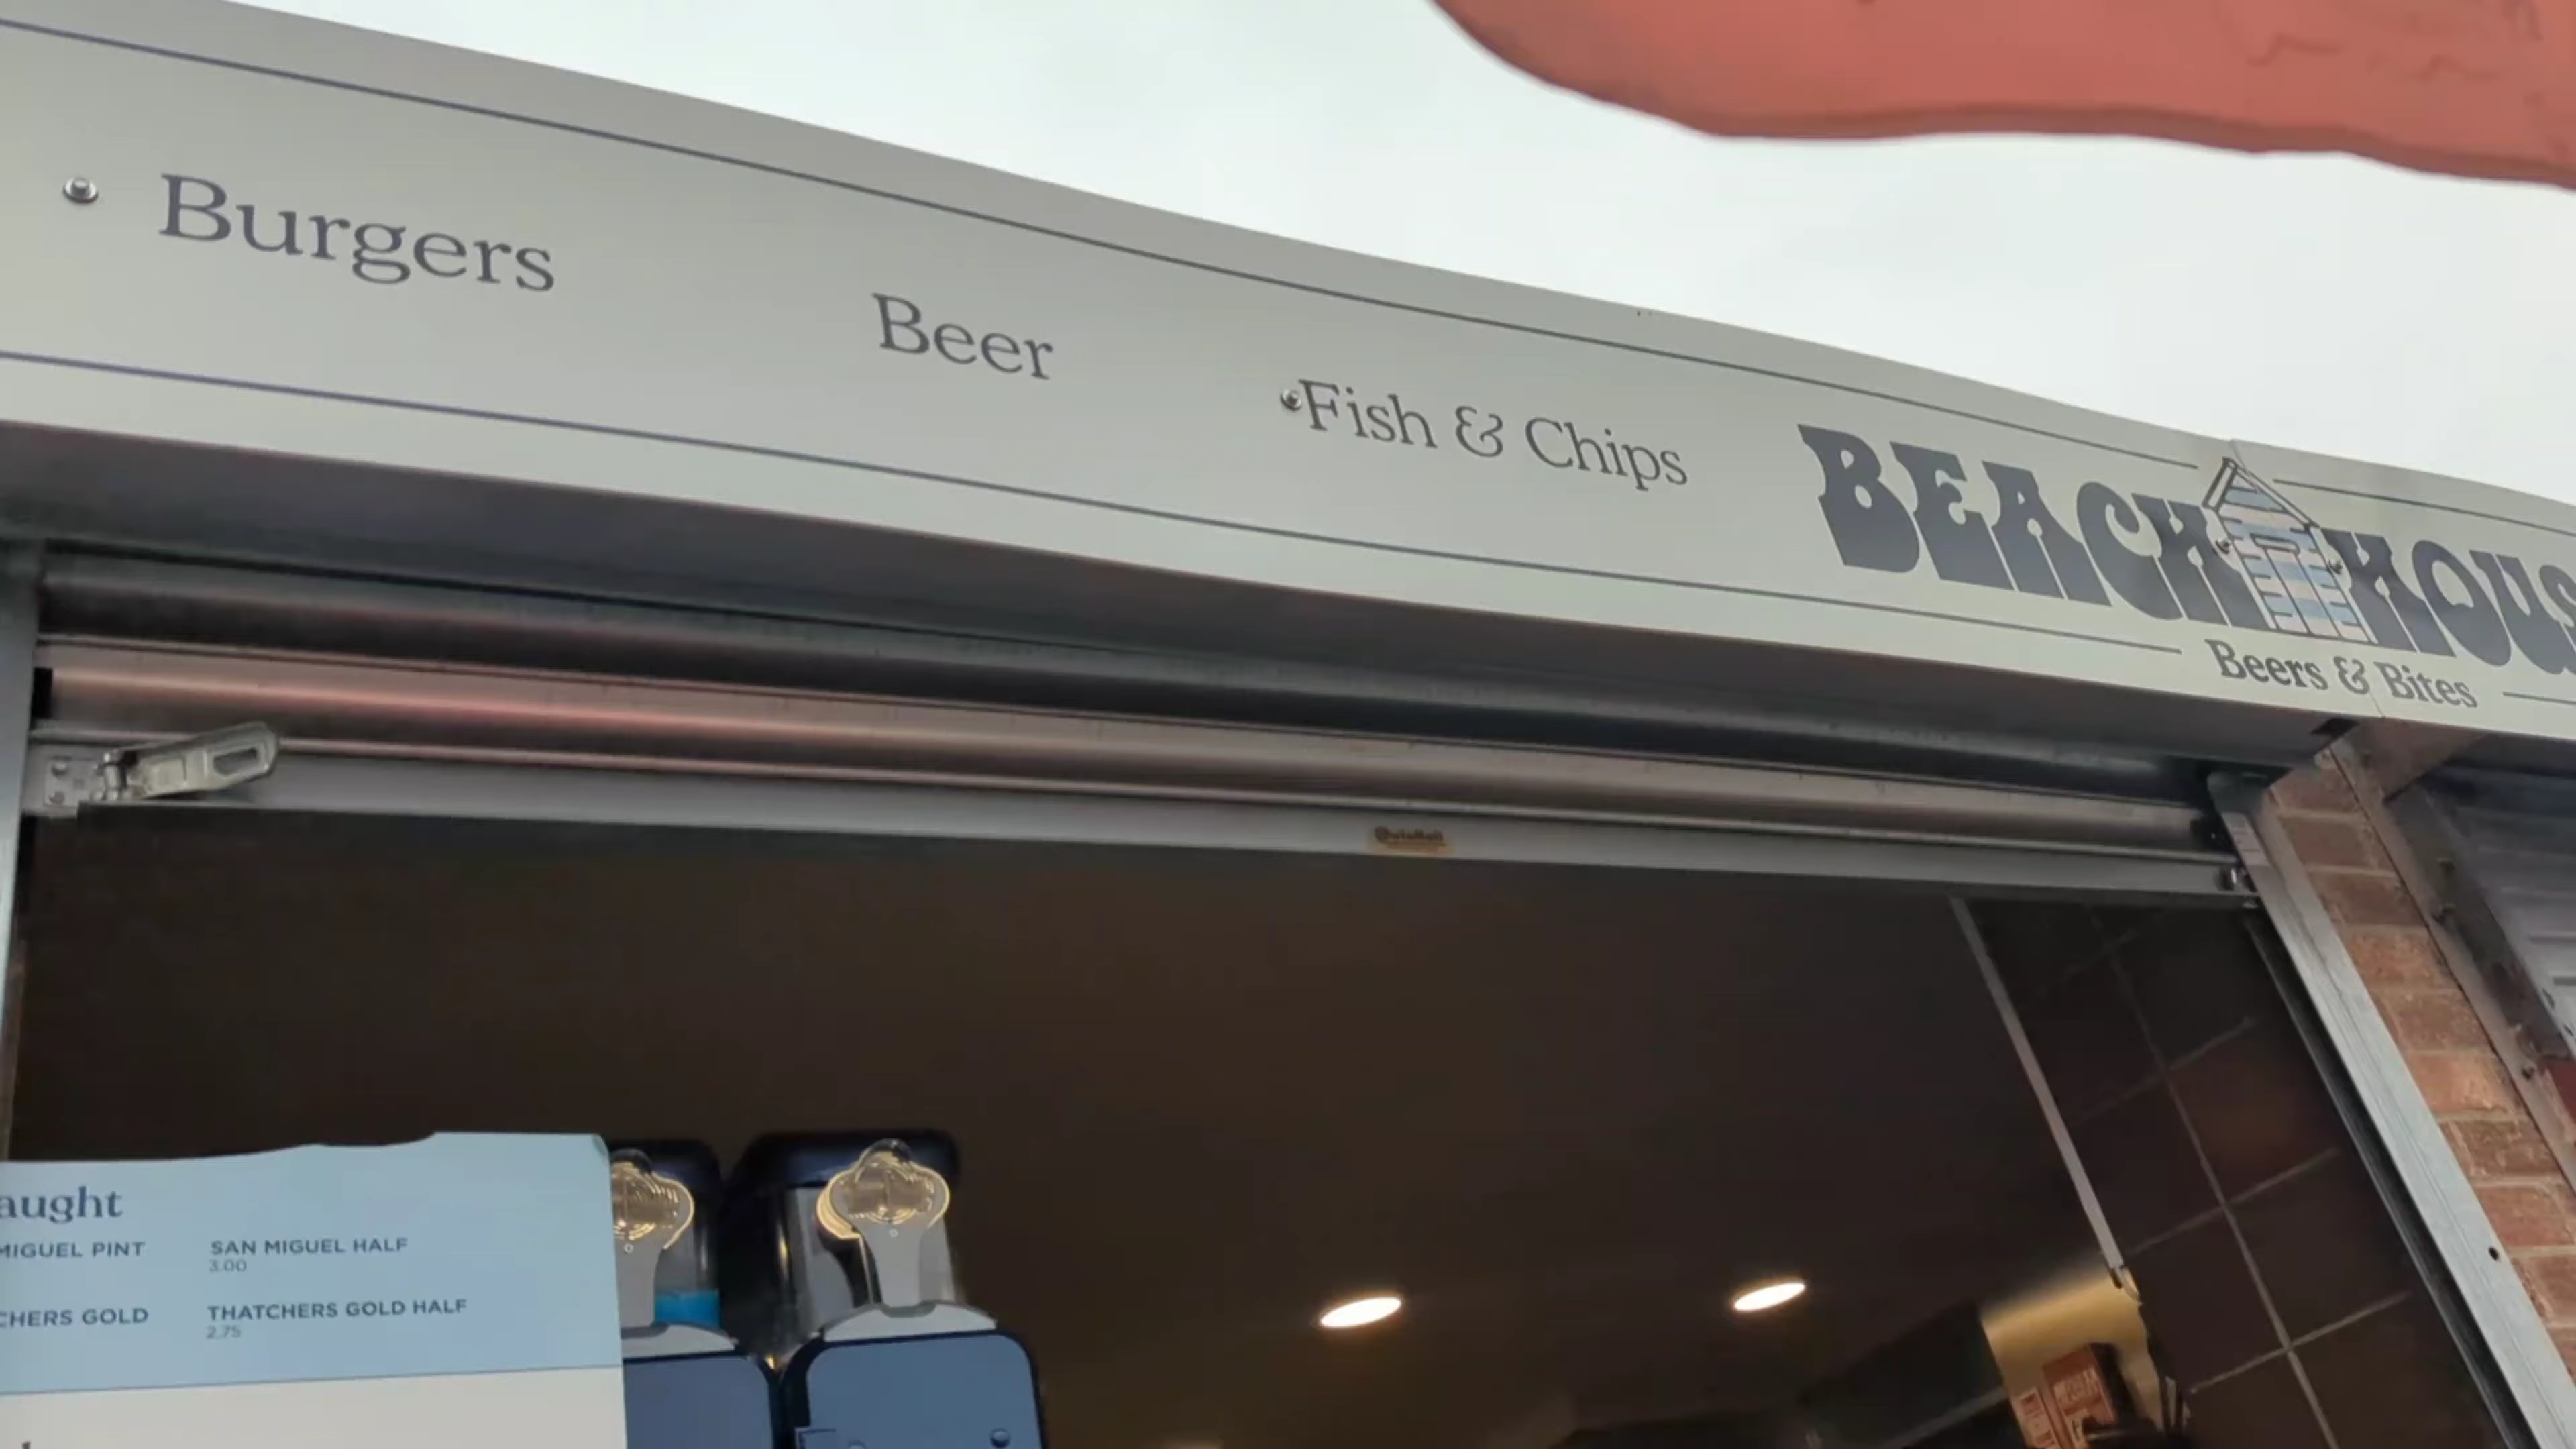 Burgers
Beer
Fish & Chips
BEACH HOUS
Beers & Bites
aught
MIGUEL PINT
SAN MIGUEL HALF
3.00
CHERS GOLD
THATCHERS GOLD HALF
2.75